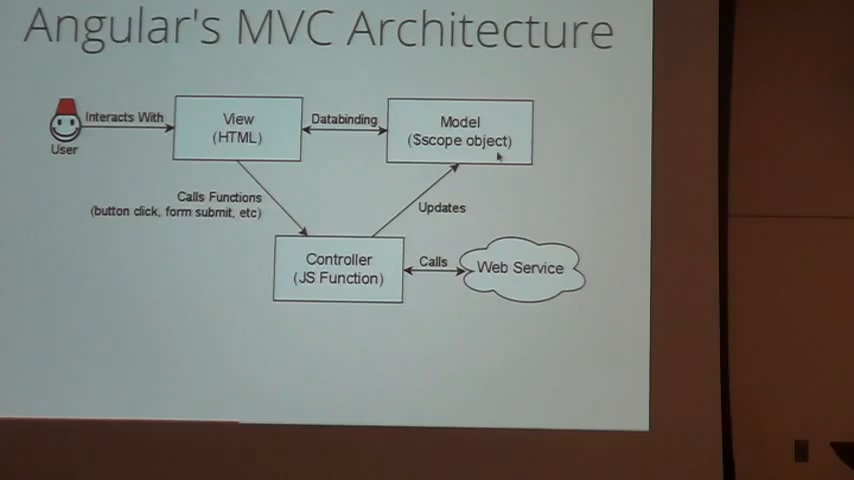 Angular's MVC Architecture
Interacts With
User
View
(HTML)
Databinding
Model
($scope object)
Calls Functions
(button click, form submit, etc)
Updates
Controller
(JS Function)
Calls
Web Service